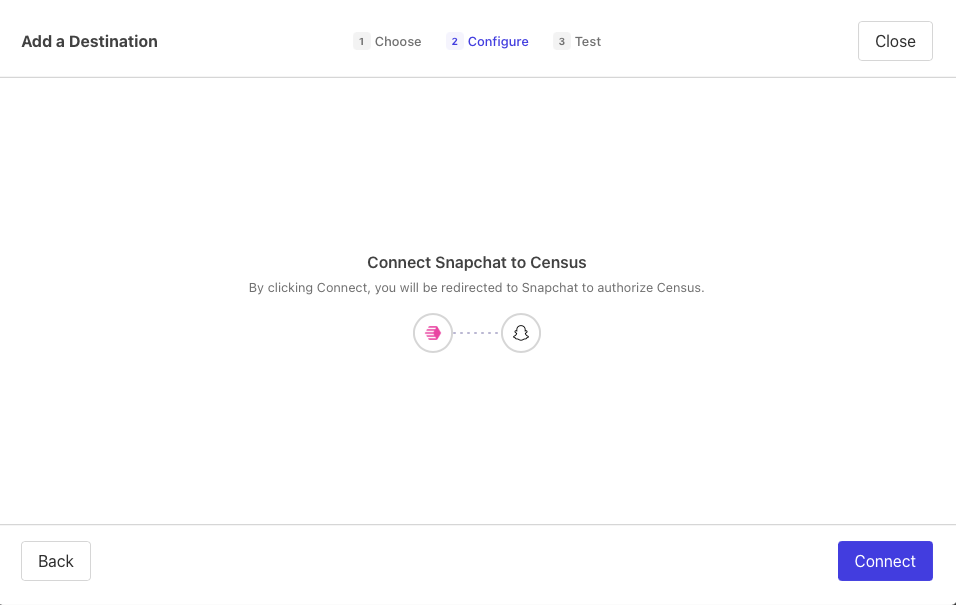 Add a Destination
1 Choose
2 Configure
3 Test
Close
Connect Snapchat to Census
By clicking Connect, you will be redirected to Snapchat to authorize Census.
Back
Connect